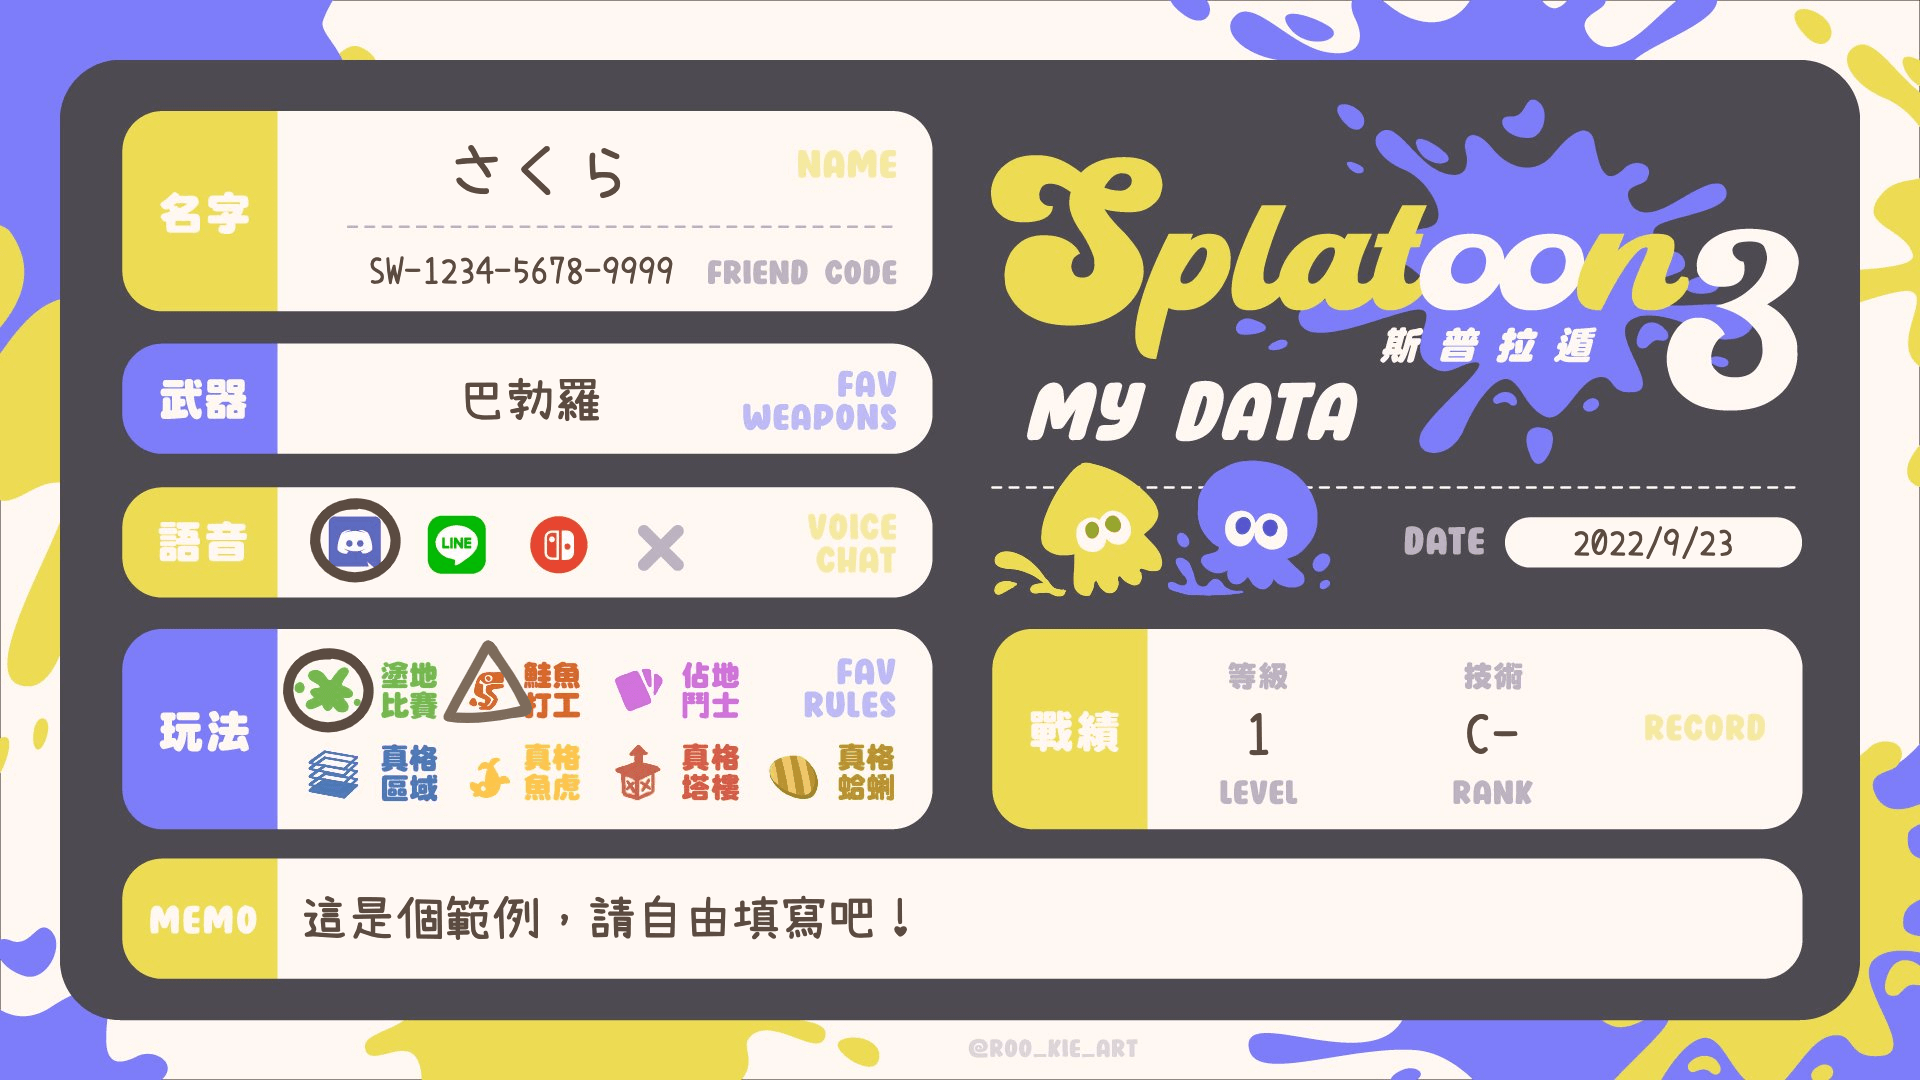 名字
さくら
NAME
SW-1234-5678-9999
FRIEND CODE
武器
巴勃羅
FAV
WEAPONS
語音
LINE
VOICE
CHAT
玩法
塗地
比賽
鮭魚
打工
佔地
鬥士
FAV
RULES
真格
區域
真格
魚虎
真格
塔樓
真格
蛤蜊
Splatoon 3
斯普拉遁
MY DATA
DATE
2022/9/23
戰績
等級
1
LEVEL
技術
C-
RANK
RECORD
MEMO
這是個範例，請自由填寫吧！
@ROO_KIE_ART